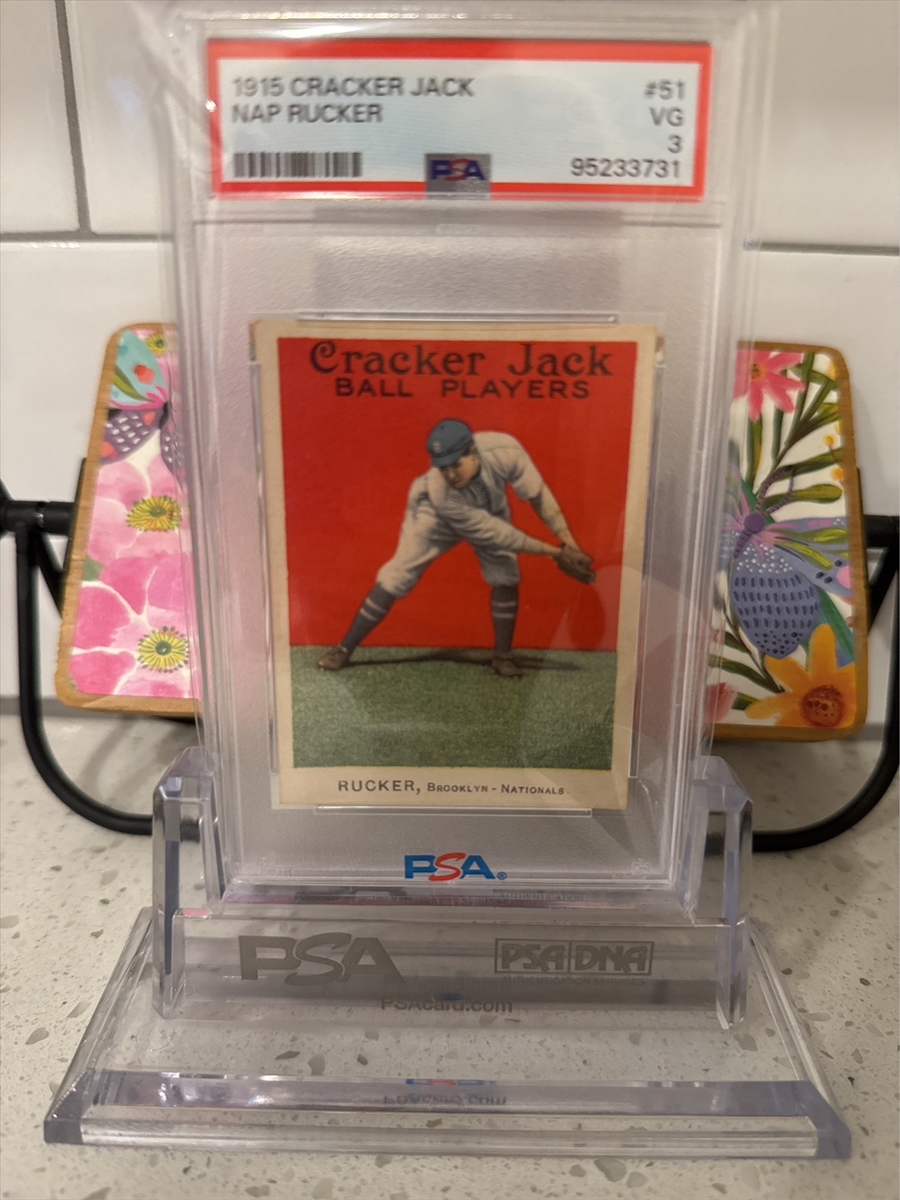 1915 CRACKER JACK #51
NAP RUCKER VG
3
95233731
PSA
Cracker Jack
BALL PLAYERS
RUCKER, BROOKLYN - NATIONALS
PSA®
PSA PSA DNA
PSAcard.com